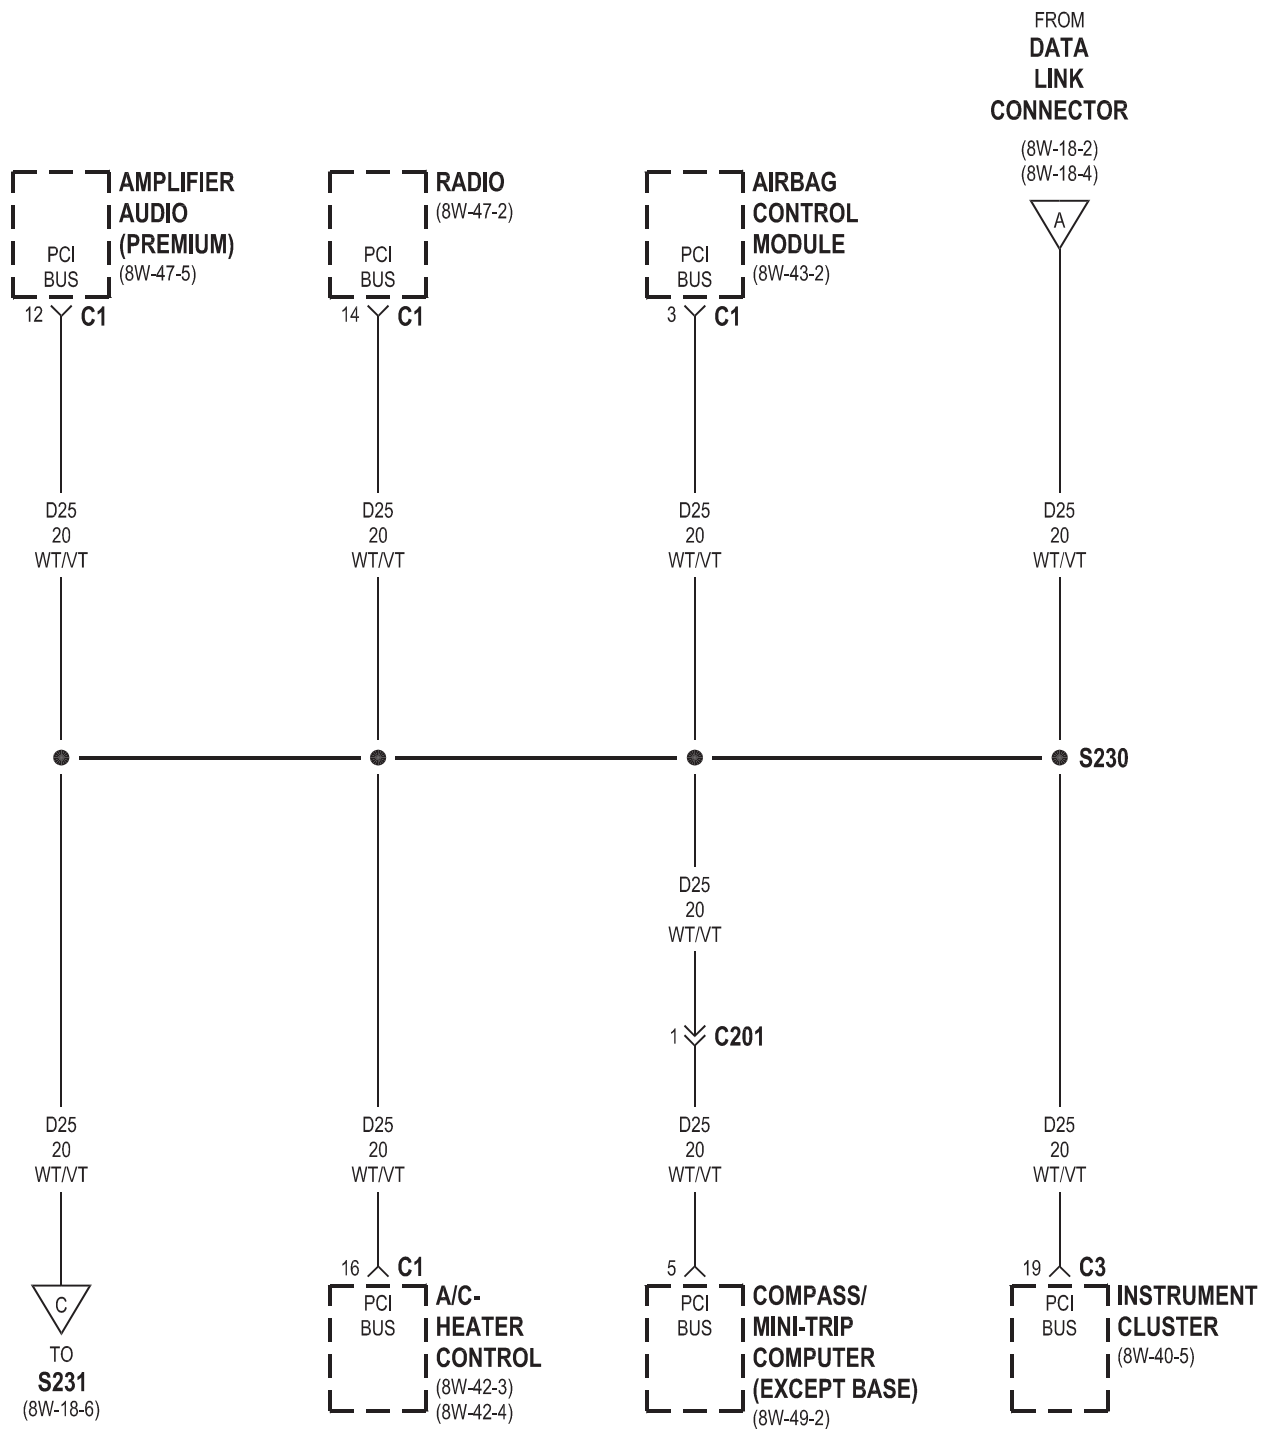 FROM
DATA
LINK
CONNECTOR
(8W-18-2)
(8W-18-4)
A
AMPLIFIER
AUDIO
(PREMIUM)
(8W-47-5)
PCI
BUS
12 C1
RADIO
(8W-47-2)
PCI
BUS
14 C1
AIRBAG
CONTROL
MODULE
(8W-43-2)
PCI
BUS
3 C1
D25
20
WT/VT
D25
20
WT/VT
D25
20
WT/VT
D25
20
WT/VT
S230
D25
20
WT/VT
1 C201
D25
20
WT/VT
D25
20
WT/VT
D25
20
WT/VT
D25
20
WT/VT
C
TO
S231
(8W-18-6)
16 C1
PCI
BUS
A/C-
HEATER
CONTROL
(8W-42-3)
(8W-42-4)
5
PCI
BUS
COMPASS/
MINI-TRIP
COMPUTER
(EXCEPT BASE)
(8W-49-2)
19 C3
PCI
BUS
INSTRUMENT
CLUSTER
(8W-40-5)